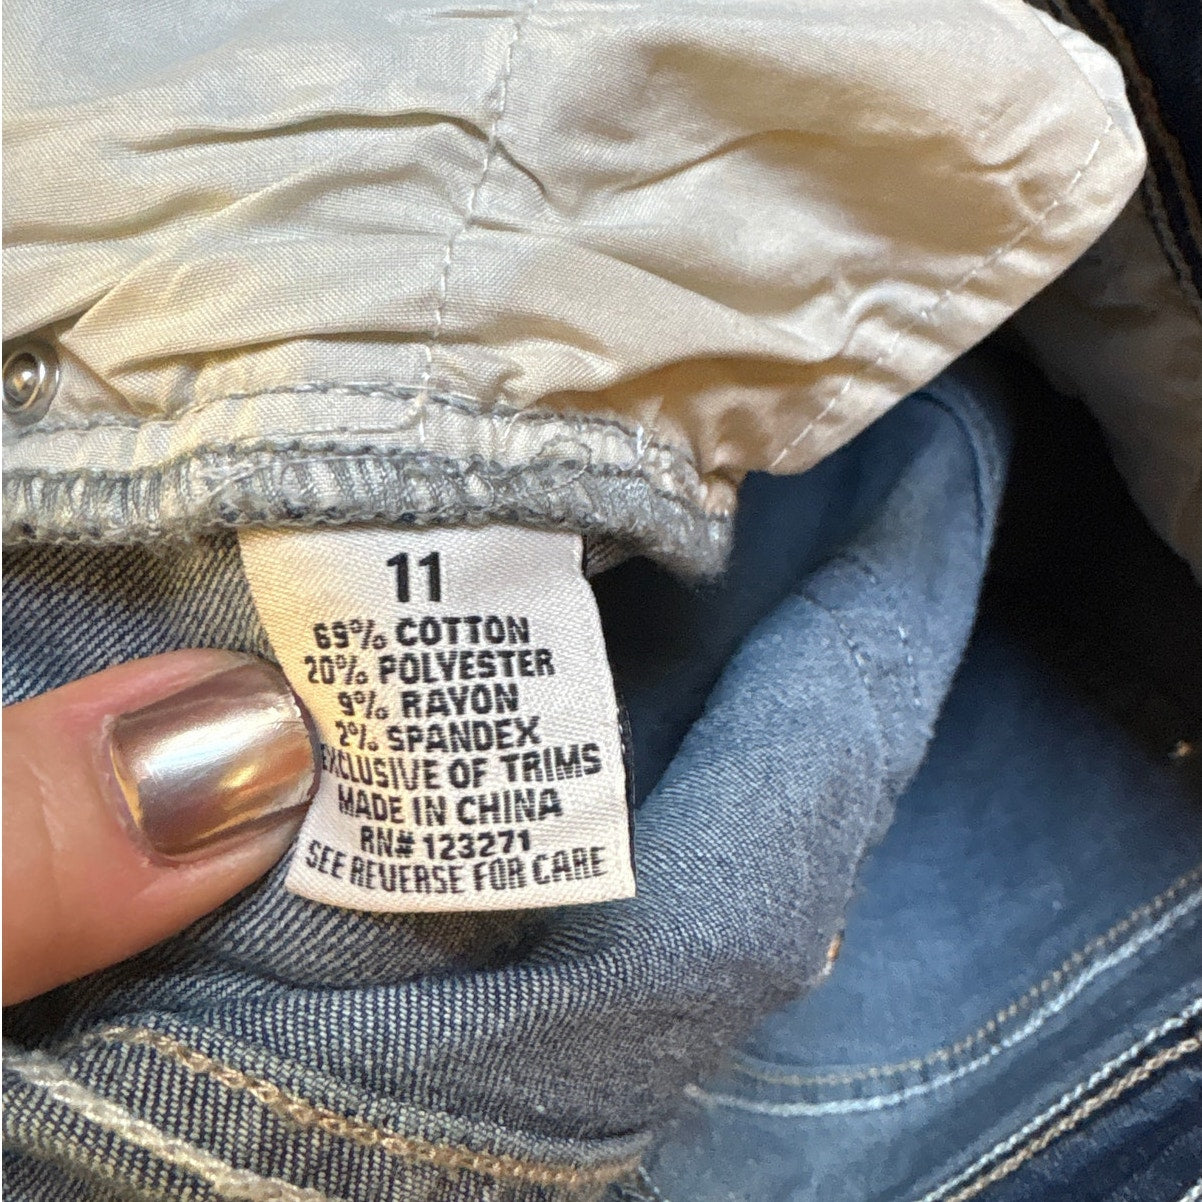 11
69% COTTON
20% POLYESTER
9% RAYON
2% SPANDEX
EXCLUSIVE OF TRIMS
MADE IN CHINA
RN# 123271
SEE REVERSE FOR CARE